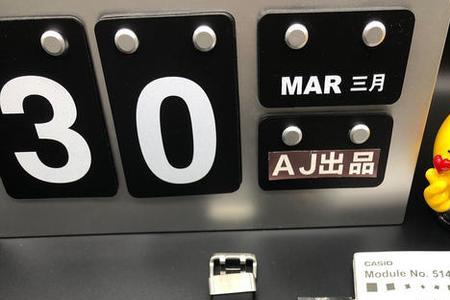 30
MAR 三月
AJ出品
CASIO
Module No. 514